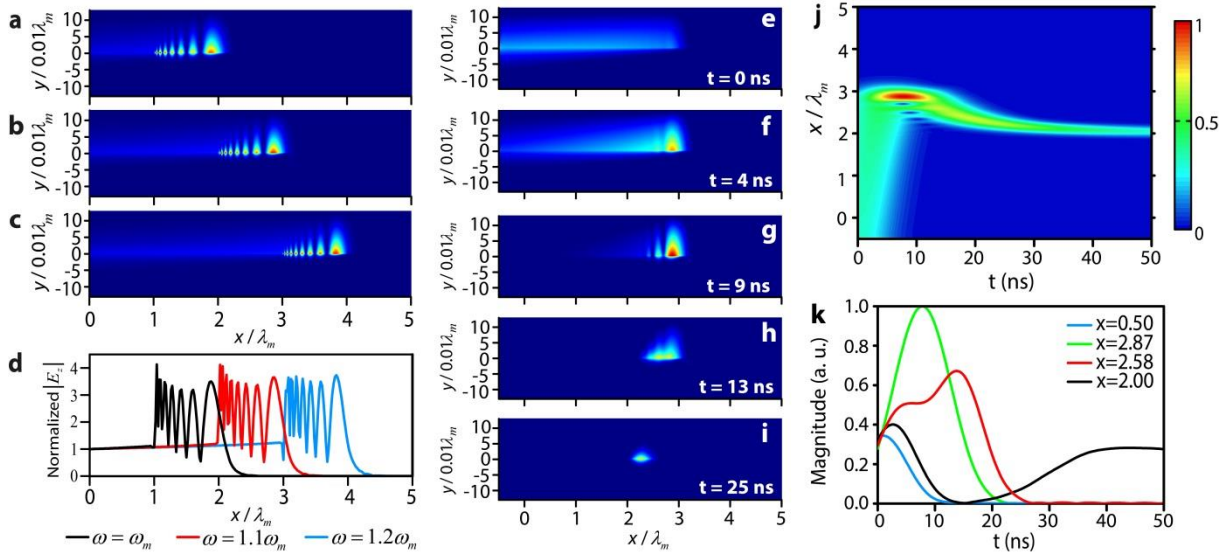 a
y / 0.01λm
10
5
0
-5
-10
b
y / 0.01λm
10
5
0
-5
-10
c
y / 0.01λm
10
5
0
-5
-10
0 1 2 3 4 5
x / λm
d
Normalized |Ez|
4
3
2
1
0
0 1 2 3 4 5
x / λm
ω = ωm ω = 1.1ωm ω = 1.2ωm
e
y / 0.01λm
10
5
0
-5
-10
t = 0 ns
f
y / 0.01λm
10
5
0
-5
-10
t = 4 ns
g
y / 0.01λm
10
5
0
-5
-10
t = 9 ns
h
y / 0.01λm
10
5
0
-5
-10
t = 13 ns
i
y / 0.01λm
10
5
0
-5
-10
t = 25 ns
0 1 2 3 4 5
x / λm
j
x / λm
5
4
3
2
1
0
0 10 20 30 40 50
t (ns)
1
0.5
0
k
Magnitude (a. u.)
1.0
0.8
0.6
0.4
0.2
0.0
x=0.50
x=2.87
x=2.58
x=2.00
0 10 20 30 40 50
t (ns)